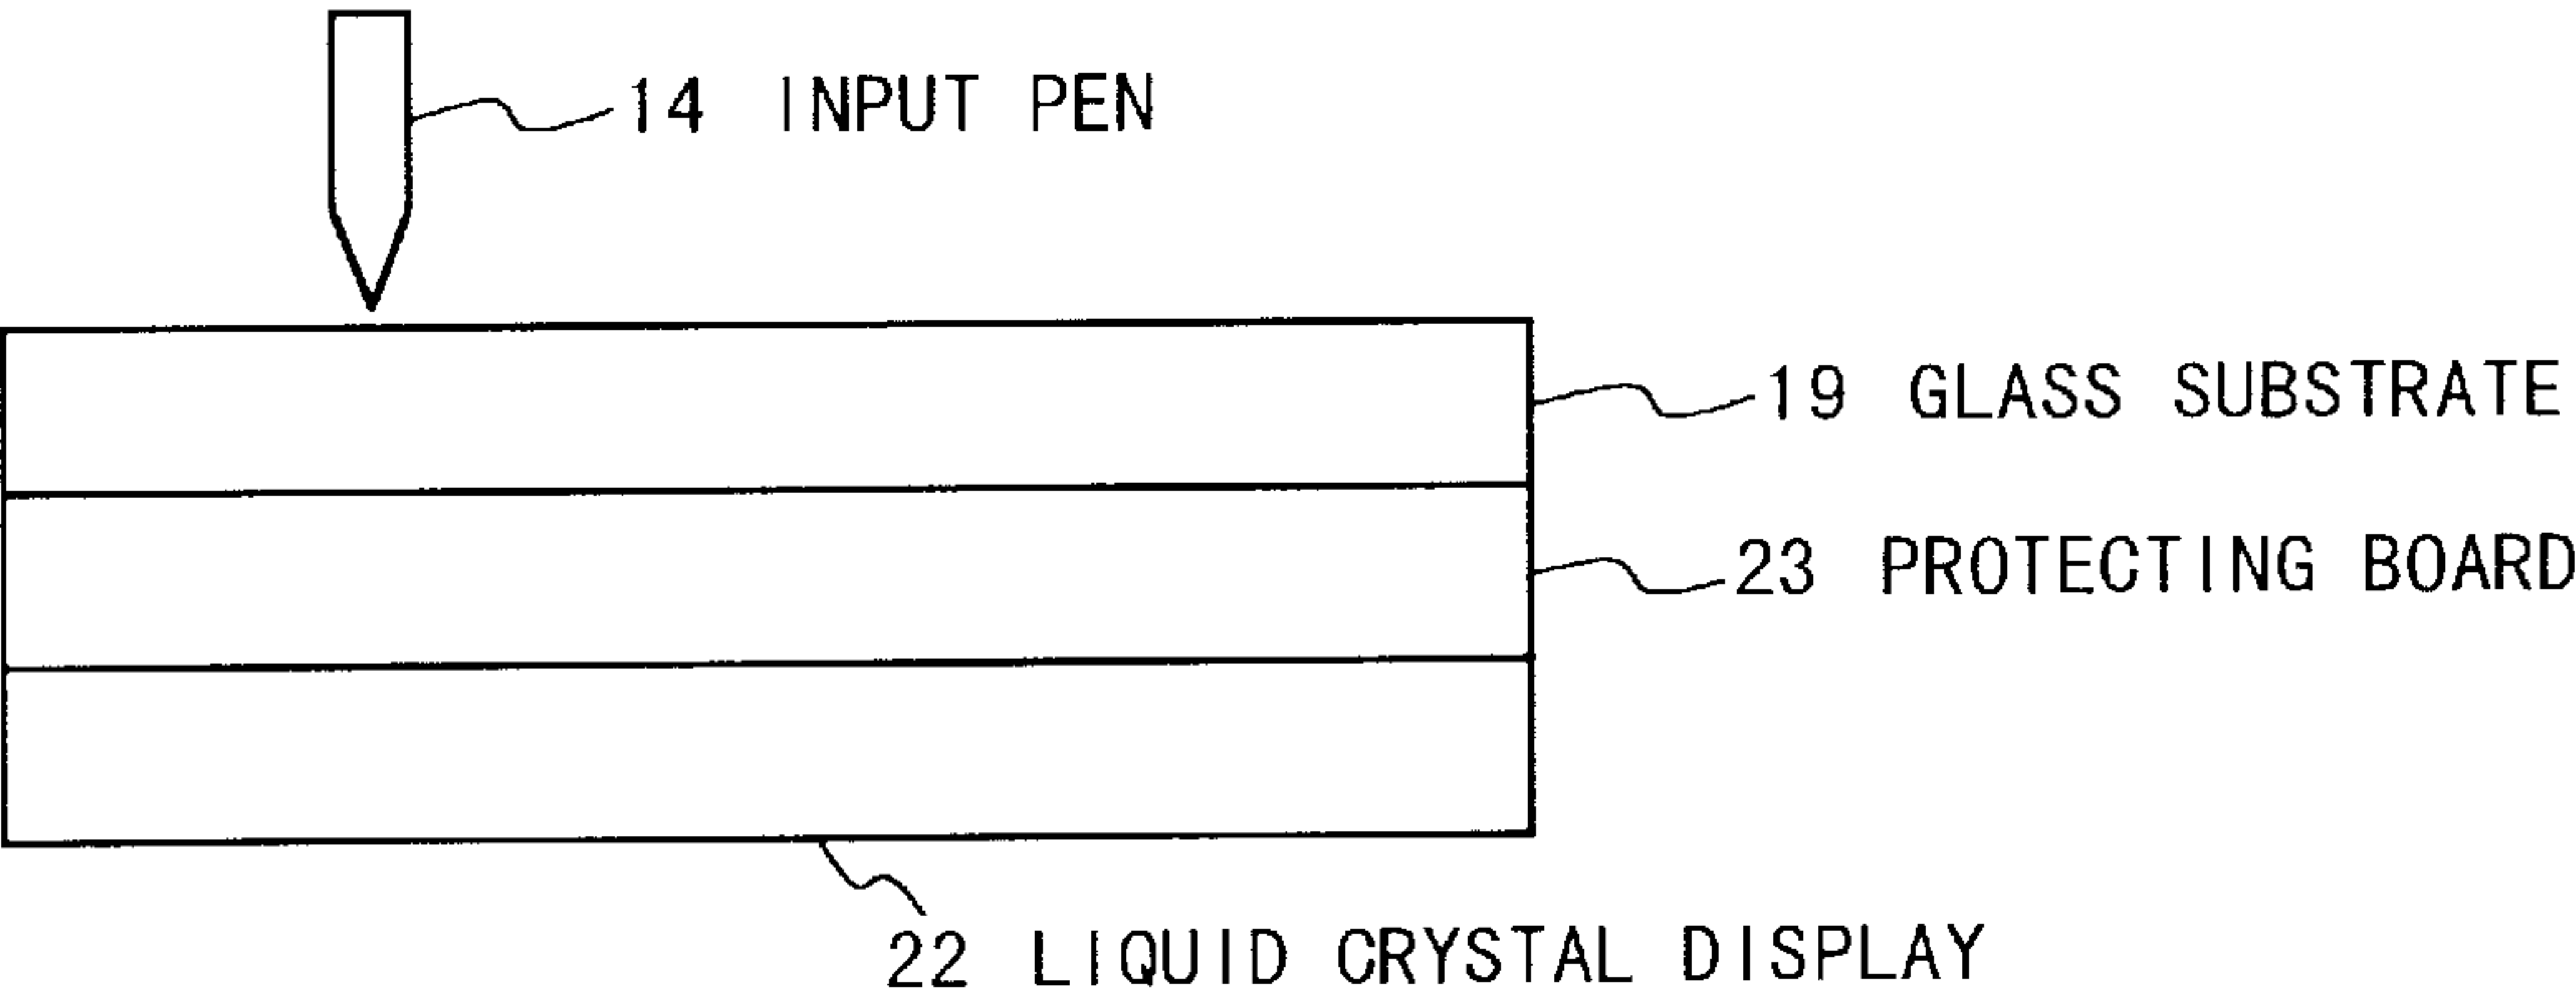 14 INPUT PEN
19 GLASS SUBSTRATE
23 PROTECTING BOARD
22 LIQUID CRYSTAL DISPLAY